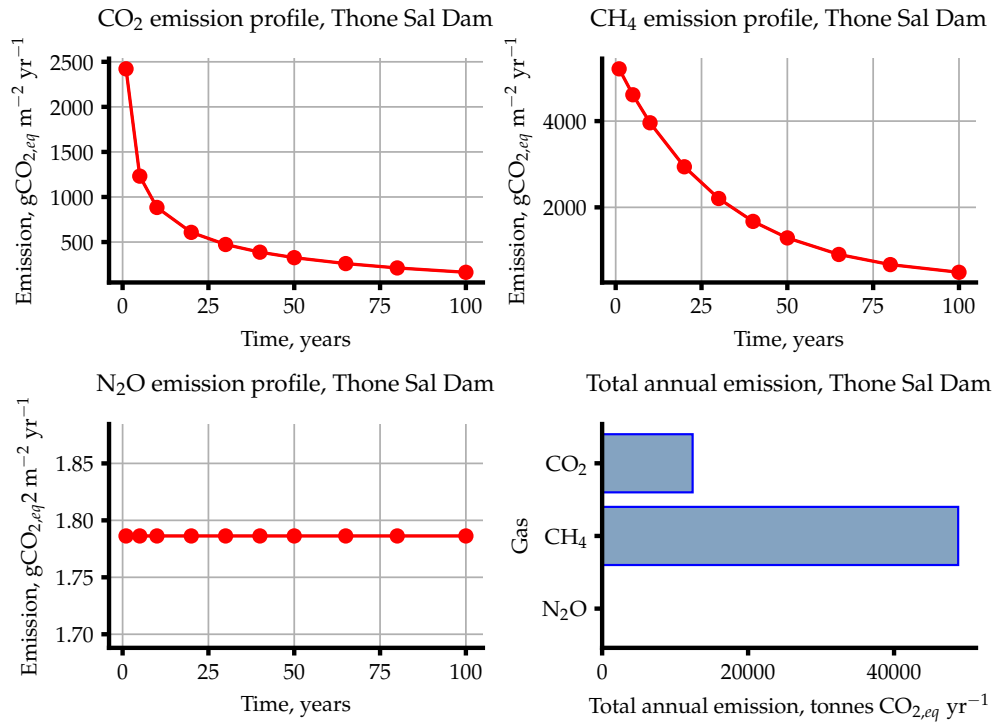 CO₂ emission profile, Thone Sal Dam
Emission, gCO₂,eq m⁻² yr⁻¹
2500
2000
1500
1000
500
0 25 50 75 100
Time, years
CH₄ emission profile, Thone Sal Dam
Emission, gCO₂,eq m⁻² yr⁻¹
4000
2000
0 25 50 75 100
Time, years
N₂O emission profile, Thone Sal Dam
Emission, gCO₂,eq2 m⁻² yr⁻¹
1.85
1.80
1.75
1.70
0 25 50 75 100
Time, years
Total annual emission, Thone Sal Dam
Gas
CO₂
CH₄
N₂O
0 20000 40000
Total annual emission, tonnes CO₂,eq yr⁻¹